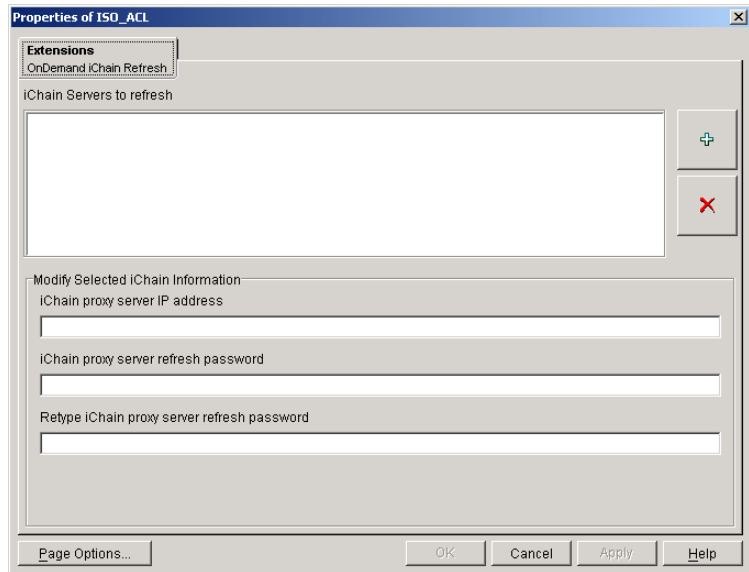 Properties of ISO_ACL
Extensions
OnDemand iChain Refresh
iChain Servers to refresh
Modify Selected iChain Information
iChain proxy server IP address
iChain proxy server refresh password
Retype iChain proxy server refresh password
Page Options... OK Cancel Apply Help